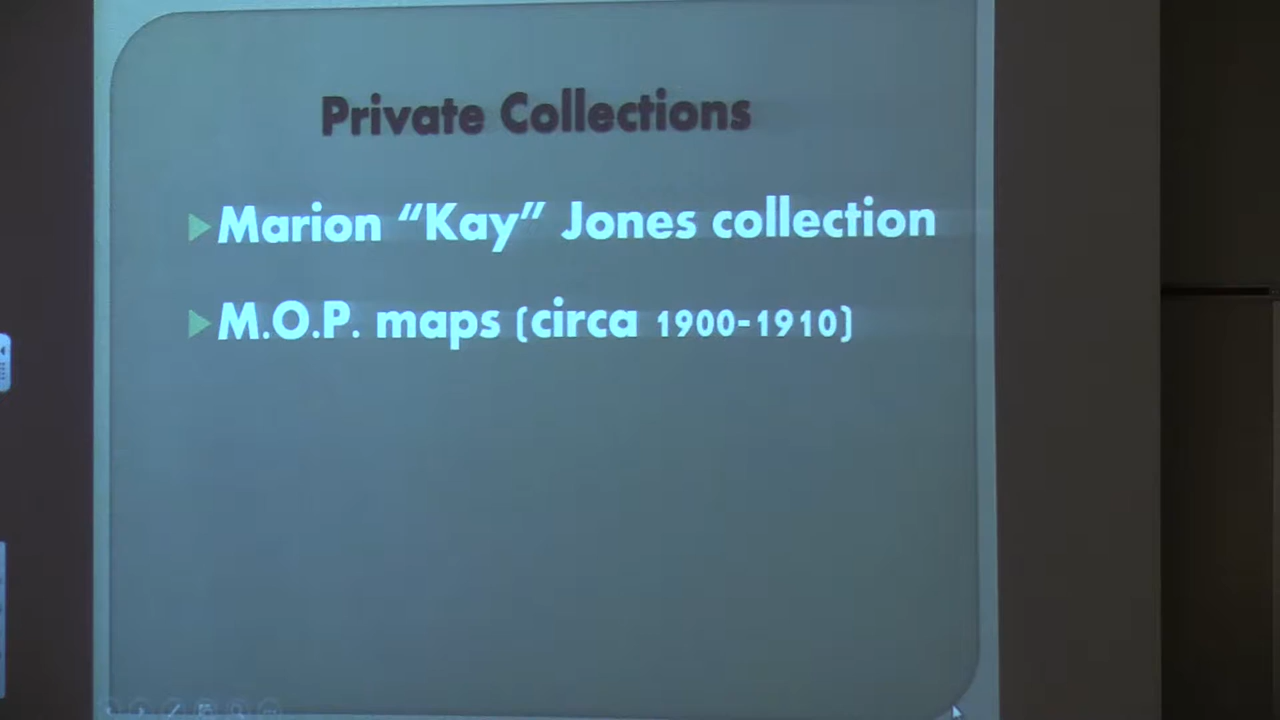 Private Collections
Marion “Kay” Jones collection
M.O.P. maps (circa 1900-1910)